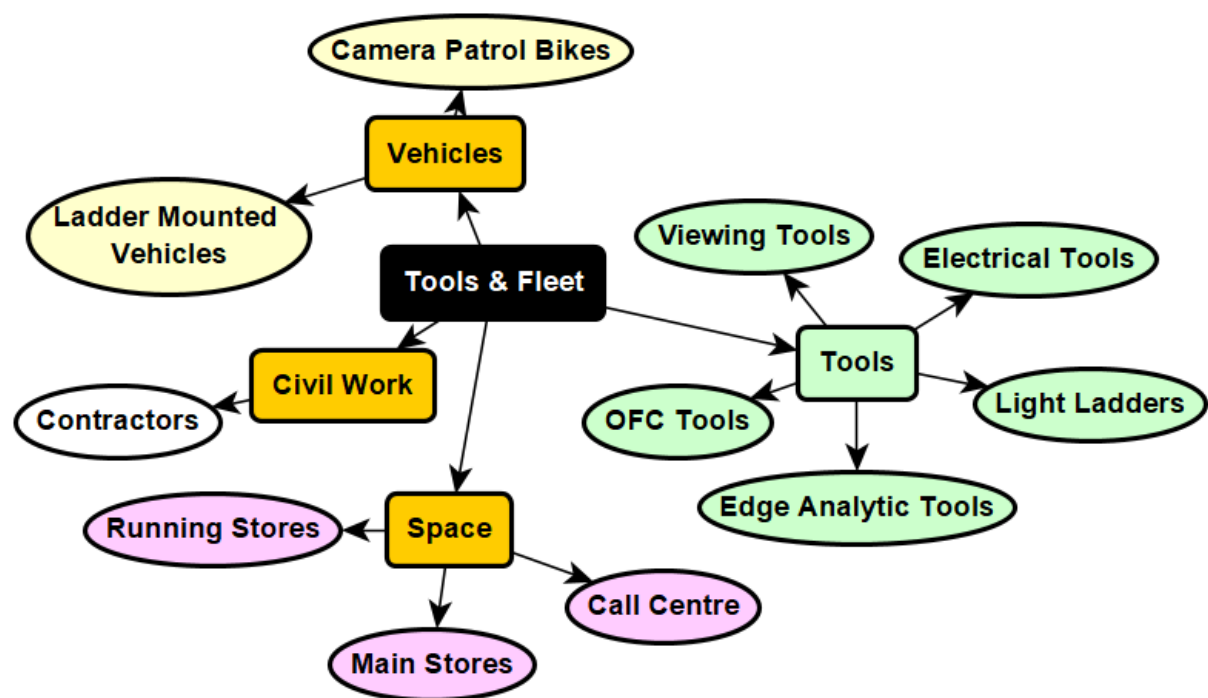 Camera Patrol Bikes
Vehicles
Ladder Mounted
Vehicles
Viewing Tools
Electrical Tools
Tools & Fleet
Tools
Civil Work
Light Ladders
Contractors
OFC Tools
Edge Analytic Tools
Running Stores
Space
Call Centre
Main Stores